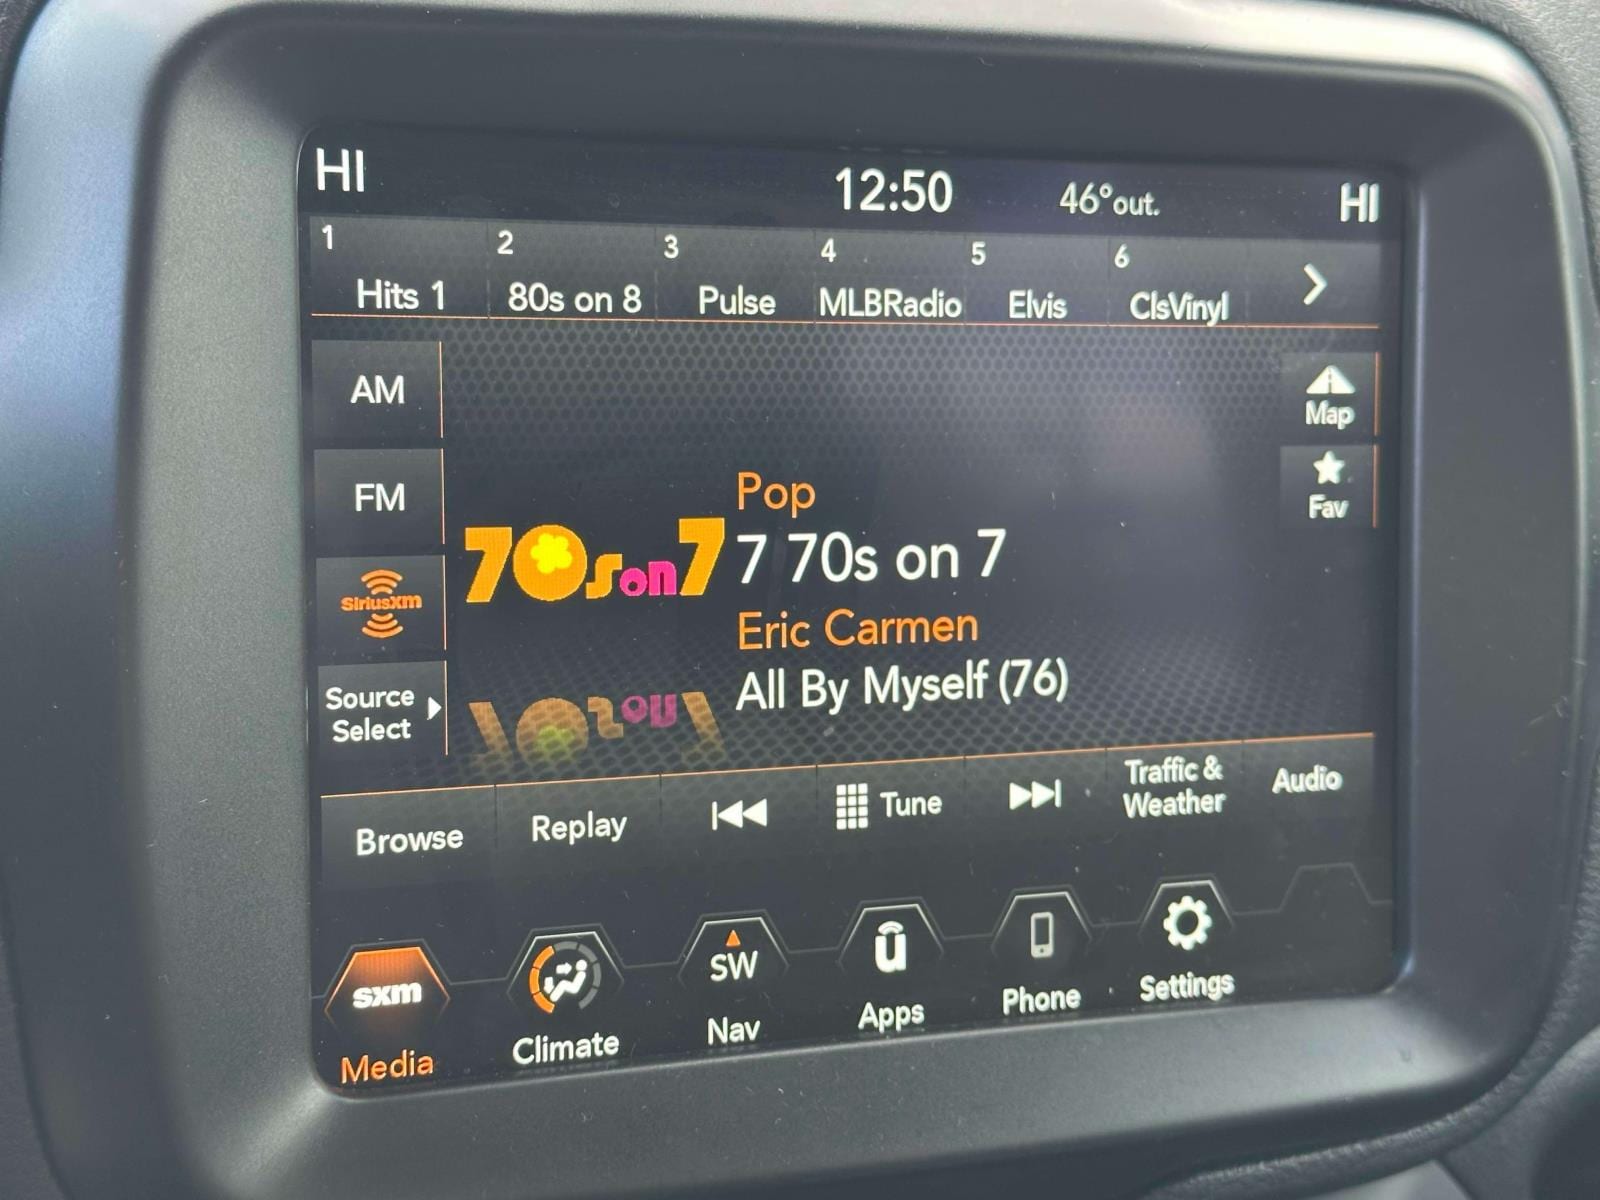 HI 12:50 46°out. HI
1 2 3 4 5 6
Hits 1 80s on 8 Pulse MLBRadio Elvis ClsVinyl
AM
Map
FM
Fav
Pop
70s on 7
7 70s on 7
SiriusXM
Eric Carmen
All By Myself (76)
Source
Select
Browse Replay Tune Traffic &
Weather Audio
sxm
SW
u
Media Climate Nav Apps Phone Settings